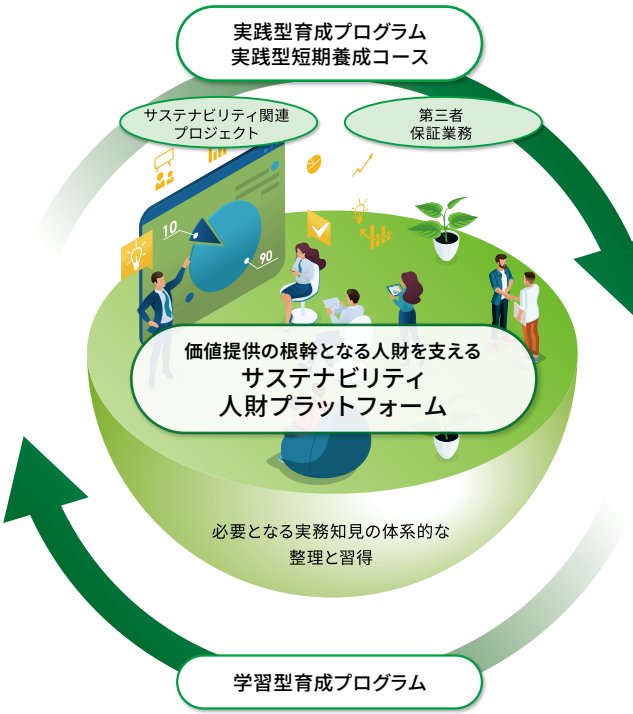 実践型育成プログラム
実践型短期養成コース
サステナビリティ関連
プロジェクト
第三者
保証業務
10
90
価値提供の根幹となる人財を支える
サステナビリティ
人財プラットフォーム
必要となる実務知見の体系的な
整理と習得
学習型育成プログラム